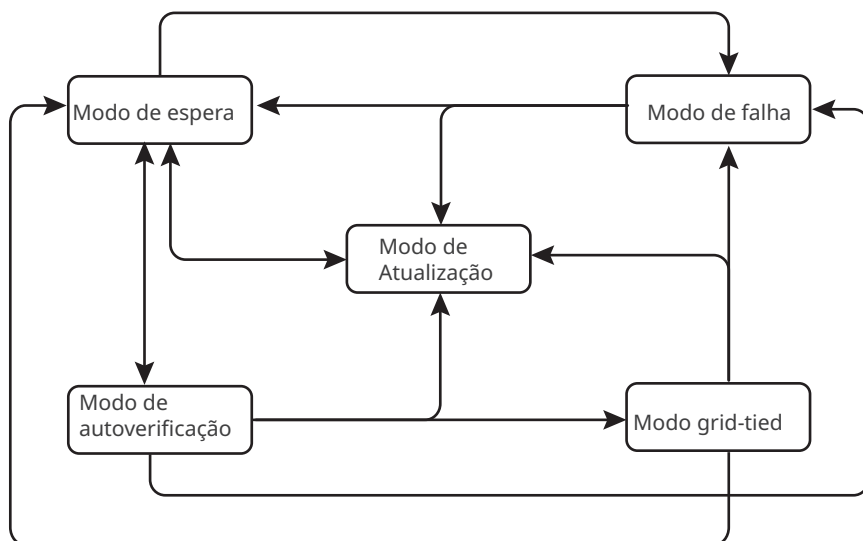 Modo de espera
Modo de falha
Modo de
Atualização
Modo de
autoverificação
Modo grid-tied